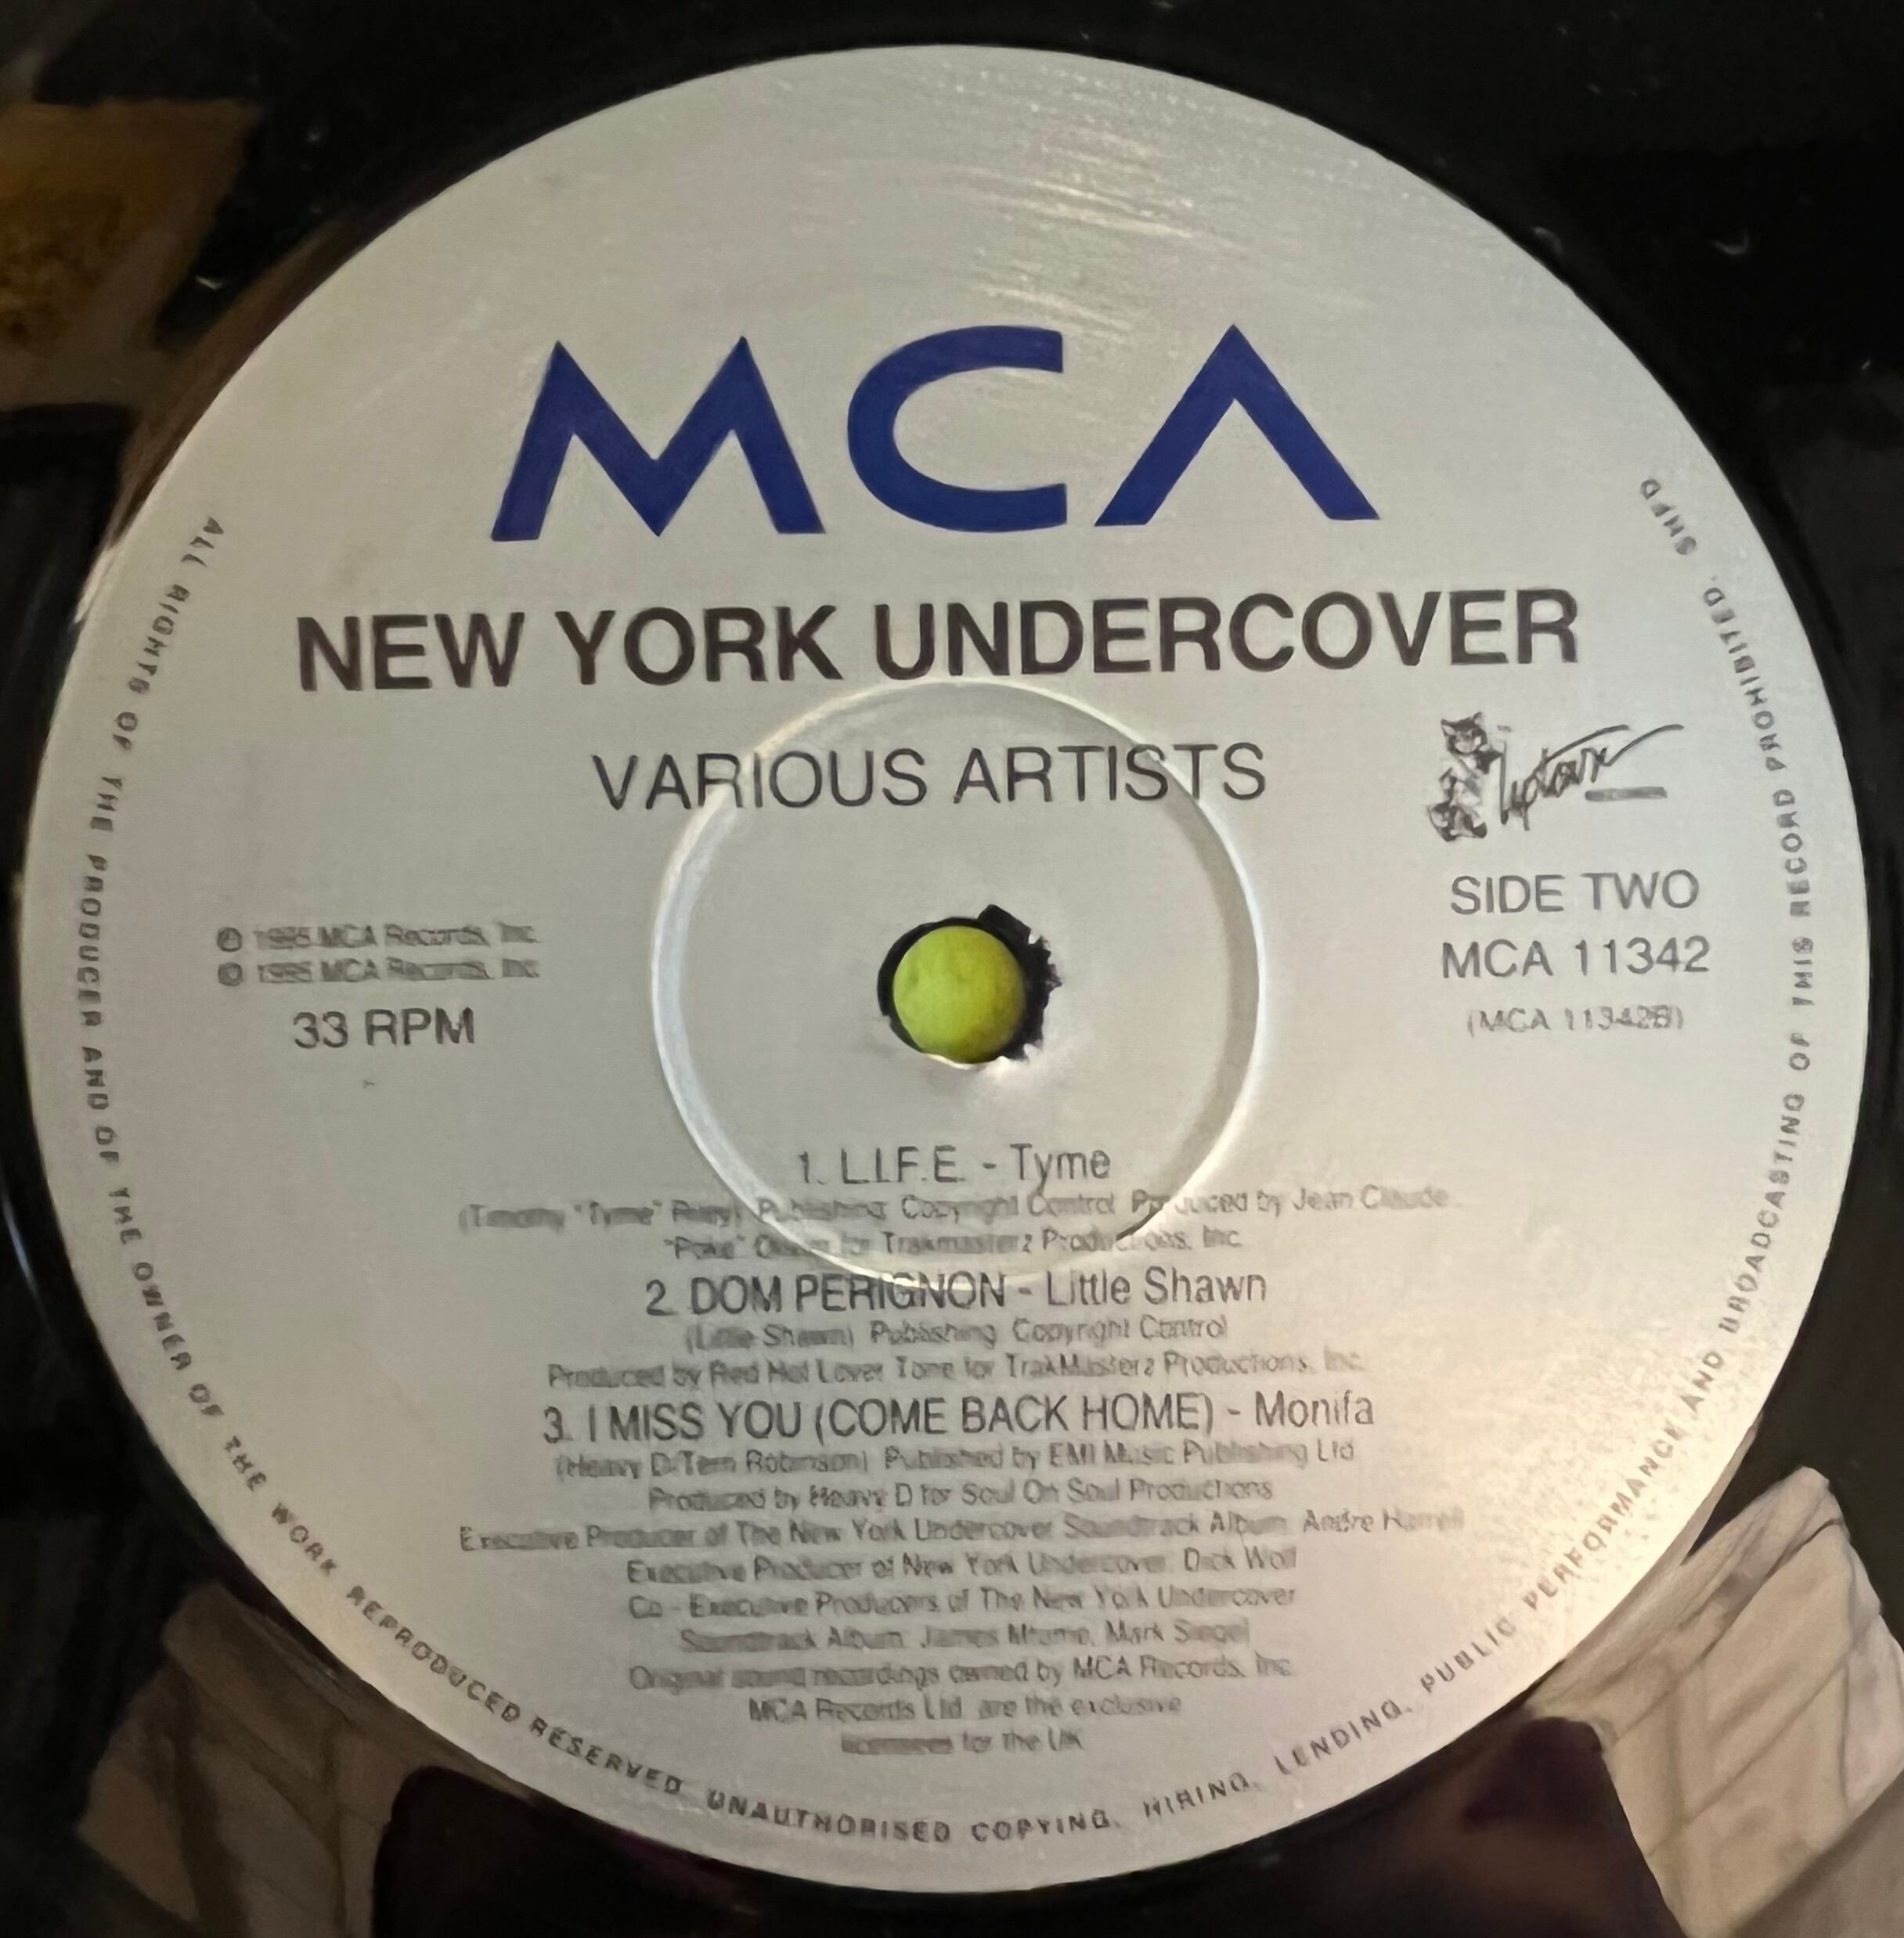 MCA
NEW YORK UNDERCOVER
VARIOUS ARTISTS
Uptown
SIDE TWO
MCA 11342
(MCA 11342B)
℗ 1995 MCA Records, Inc.
© 1995 MCA Records, Inc.
33 RPM
1. L.I.F.E. - Tyme
(Timothy "Tyme" Perry) Publishing Copyright Control Produced by Jean Claude
"Poke" for Trakmasterz Productions, Inc.
2. DOM PERIGNON - Little Shawn
(Little Shawn) Publishing Copyright Control
Produced by Red Hot Lover Tone for TrakMasterz Productions, Inc.
3. I MISS YOU (COME BACK HOME) - Monifa
(Heavy D/Terri Robinson) Published by EMI Music Publishing Ltd
Produced by Heavy D for Soul On Soul Productions
Executive Producer of The New York Undercover Soundtrack Album Andre Harrell
Executive Producer of New York Undercover: Dick Wolf
Co - Executive Producers of The New York Undercover
Soundtrack Album: James Mtume, Mark Siegel
Original sound recordings owned by MCA Records, Inc.
MCA Records Ltd. are the exclusive
licensees for the UK
ALL RIGHTS OF THE PRODUCER AND OF THE OWNER OF THE WORK REPRODUCED RESERVED UNAUTHORISED COPYING, HIRING, LENDING, PUBLIC PERFORMANCE AND BROADCASTING OF THIS RECORD PROHIBITED. SHFD